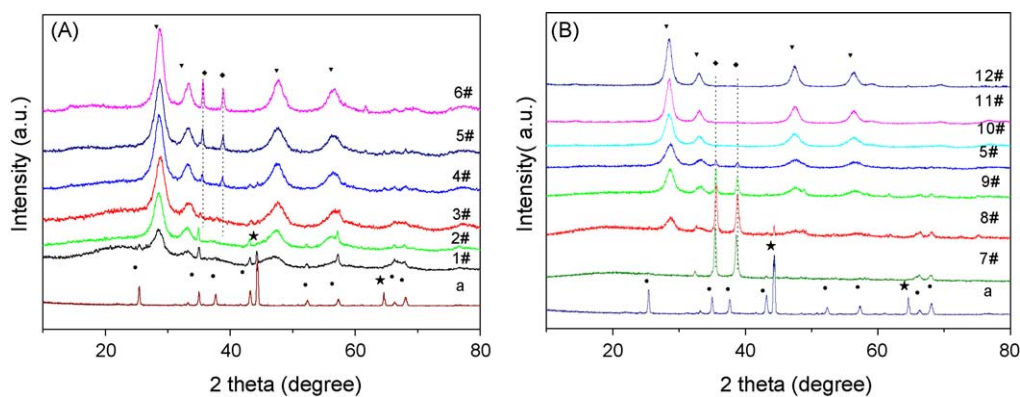 (A)
Intensity (a.u.)
6#
5#
4#
3#
2#
1#
a
20 40 60 80
2 theta (degree)
(B)
Intensity( a.u.)
12#
11#
10#
5#
9#
8#
7#
a
20 40 60 80
2 theta (degree)